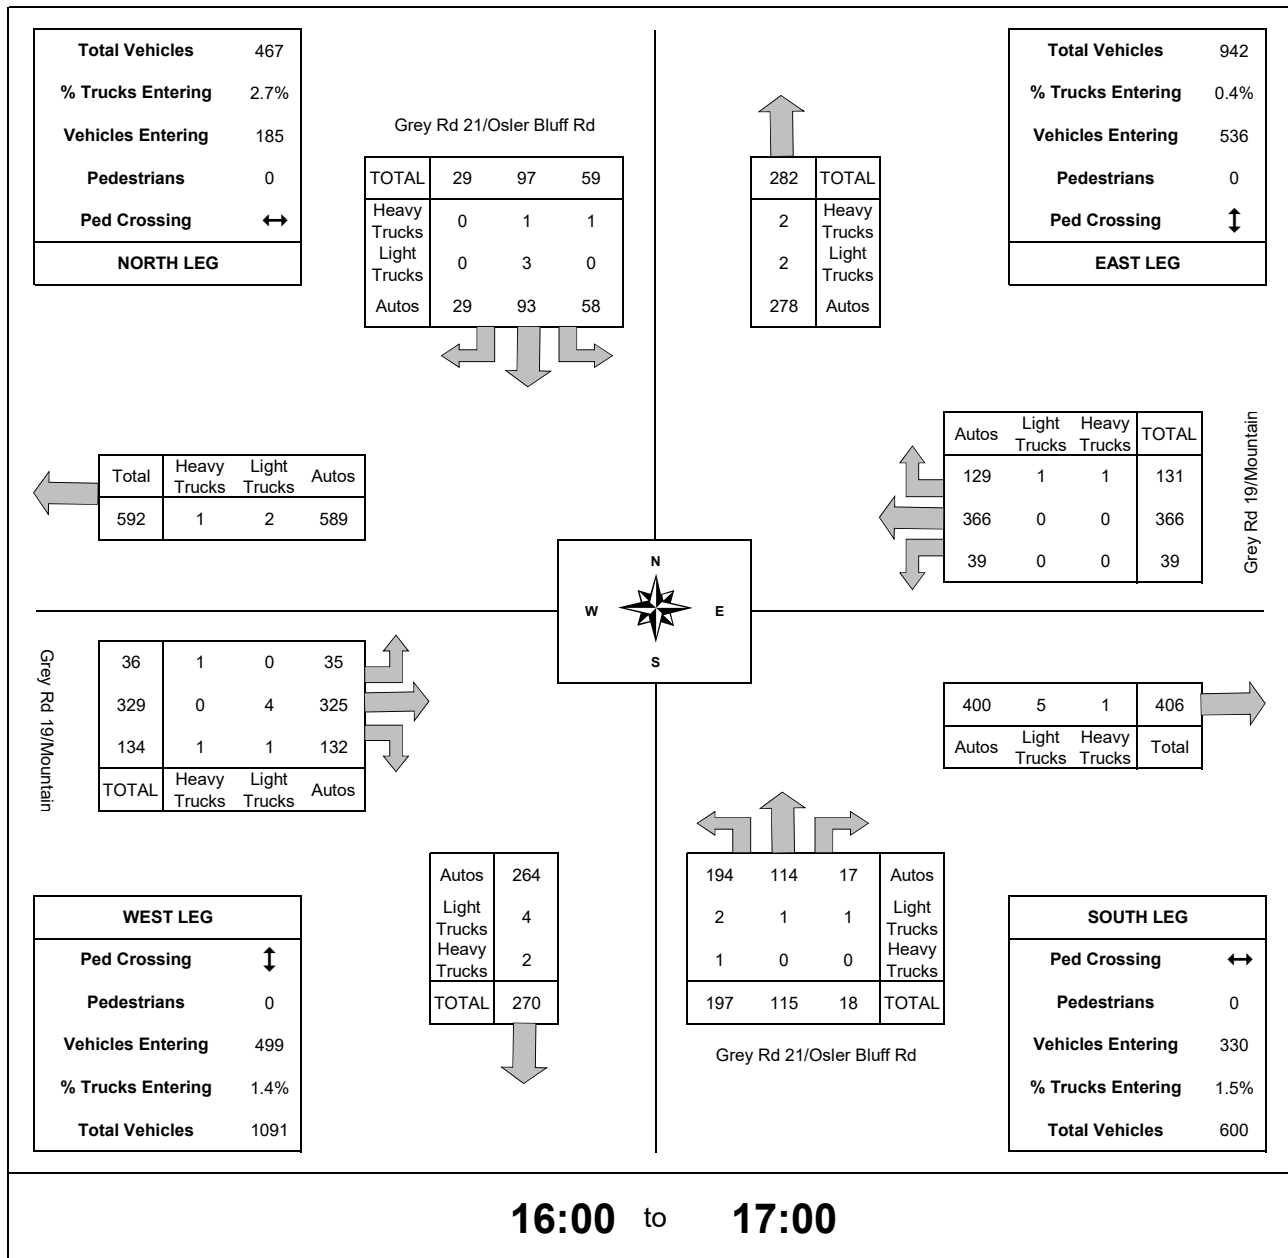 Total Vehicles 467
% Trucks Entering 2.7%
Vehicles Entering 185
Pedestrians 0
Ped Crossing ↔
NORTH LEG
Grey Rd 21/Osler Bluff Rd
TOTAL 29 97 59
Heavy
Trucks 0 1 1
Light
Trucks 0 3 0
Autos 29 93 58
282 TOTAL
2 Heavy
Trucks
2 Light
Trucks
278 Autos
Total Vehicles 942
% Trucks Entering 0.4%
Vehicles Entering 536
Pedestrians 0
Ped Crossing ↕
EAST LEG
Total Heavy
Trucks Light
Trucks Autos
592 1 2 589
Autos Light
Trucks Heavy
Trucks TOTAL
129 1 1 131
366 0 0 366
39 0 0 39
Grey Rd 19/Mountain
N
W E
S
Grey Rd 19/Mountain
36 1 0 35
329 0 4 325
134 1 1 132
TOTAL Heavy
Trucks Light
Trucks Autos
400 5 1 406
Autos Light
Trucks Heavy
Trucks Total
Autos 264
Light
Trucks 4
Heavy
Trucks 2
TOTAL 270
194 114 17 Autos
2 1 1 Light
Trucks
1 0 0 Heavy
Trucks
197 115 18 TOTAL
Grey Rd 21/Osler Bluff Rd
WEST LEG
Ped Crossing ↕
Pedestrians 0
Vehicles Entering 499
% Trucks Entering 1.4%
Total Vehicles 1091
SOUTH LEG
Ped Crossing ↔
Pedestrians 0
Vehicles Entering 330
% Trucks Entering 1.5%
Total Vehicles 600
16:00 to 17:00